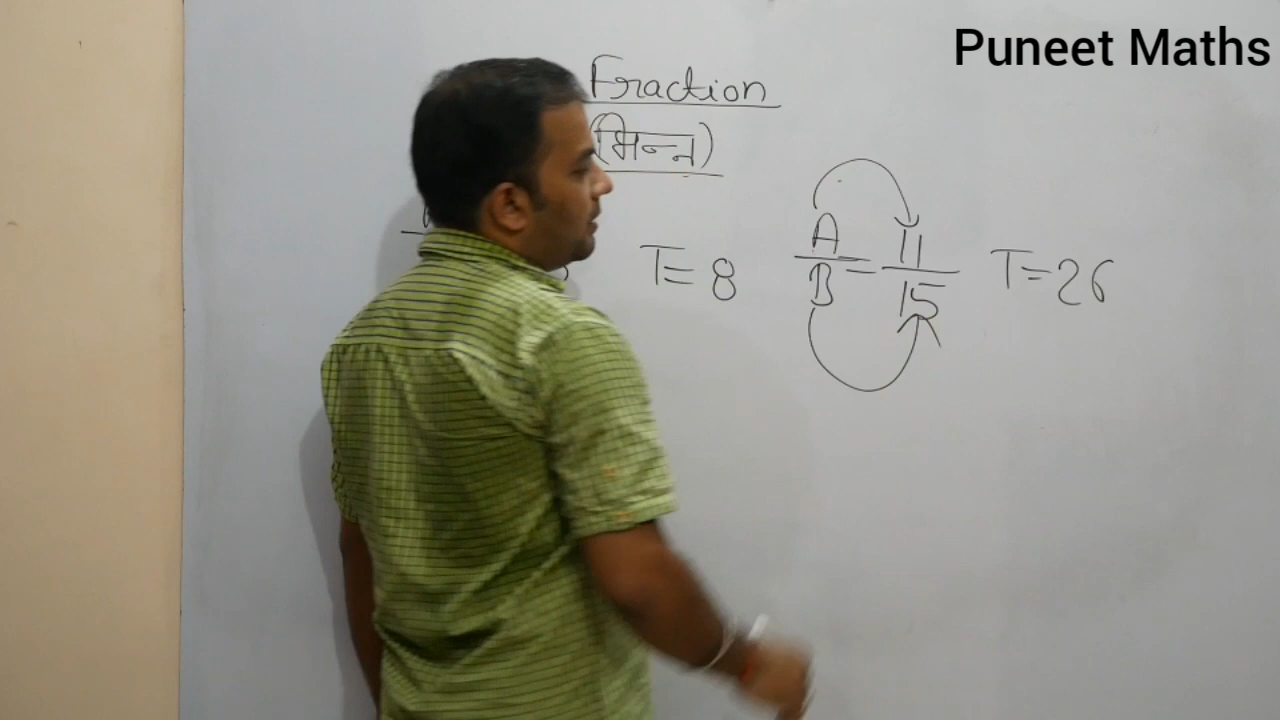 Puneet Maths
Fraction
(भिन्न)
T=8
A/B = 11/15 T=26